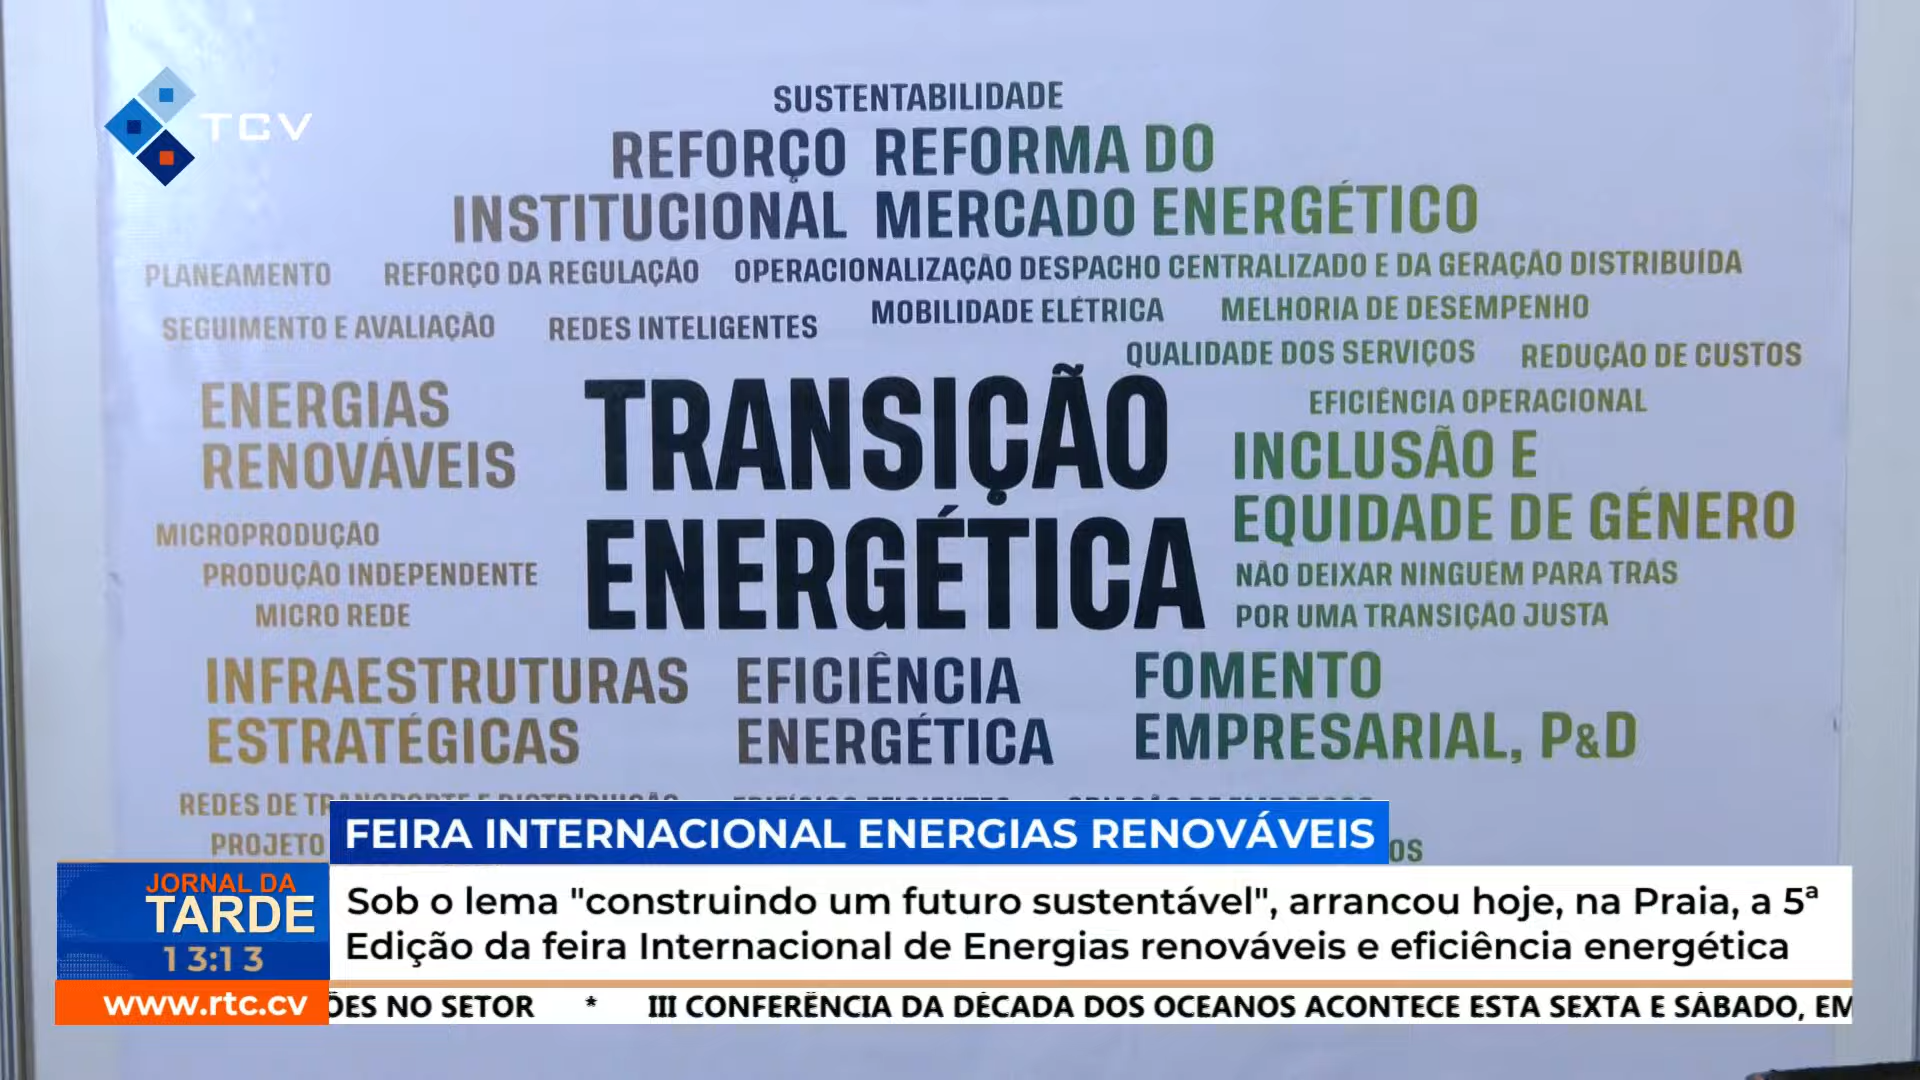 TCV
SUSTENTABILIDADE
REFORÇO
INSTITUCIONAL
REFORMA DO
MERCADO ENERGÉTICO
PLANEAMENTO
REFORÇO DA REGULAÇÃO
OPERACIONALIZAÇÃO DESPACHO CENTRALIZADO E DA GERAÇÃO DISTRIBUÍDA
SEGUIMENTO E AVALIAÇÃO
REDES INTELIGENTES
MOBILIDADE ELÉTRICA
MELHORIA DE DESEMPENHO
QUALIDADE DOS SERVIÇOS
REDUÇÃO DE CUSTOS
ENERGIAS
RENOVÁVEIS
TRANSIÇÃO
ENERGÉTICA
EFICIÊNCIA OPERACIONAL
INCLUSÃO E
EQUIDADE DE GÉNERO
MICROPRODUÇÃO
PRODUÇÃO INDEPENDENTE
MICRO REDE
NÃO DEIXAR NINGUÉM PARA TRÁS
POR UMA TRANSIÇÃO JUSTA
INFRAESTRUTURAS
ESTRATÉGICAS
EFICIÊNCIA
ENERGÉTICA
FOMENTO
EMPRESARIAL, P&D
REDES DE TRANSPORTE E DISTRIBUIÇÃO
PROJETO
FEIRA INTERNACIONAL ENERGIAS RENOVÁVEIS
JORNAL DA
TARDE
13:13
Sob o lema "construindo um futuro sustentável", arrancou hoje, na Praia, a 5ª
Edição da feira Internacional de Energias renováveis e eficiência energética
www.rtc.cv
ÕES NO SETOR * III CONFERÊNCIA DA DÉCADA DOS OCEANOS ACONTECE ESTA SEXTA E SÁBADO, EM